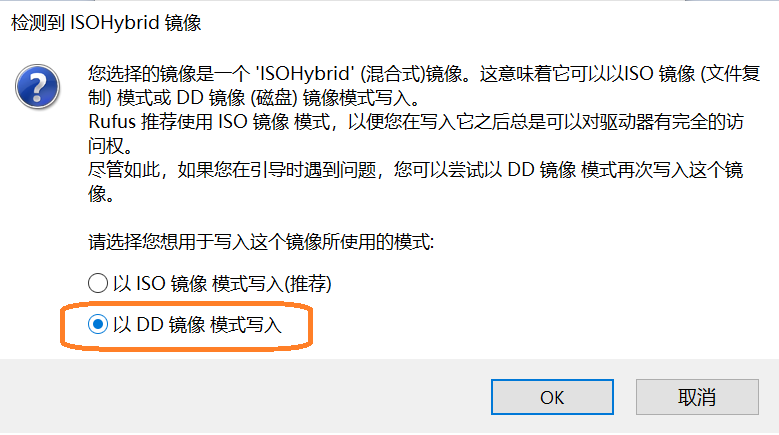 检测到 ISOHybrid 镜像
您选择的镜像是一个 'ISOHybrid' (混合式)镜像。这意味着它可以以ISO 镜像 (文件复
制) 模式或 DD 镜像 (磁盘) 镜像模式写入。
Rufus 推荐使用 ISO 镜像 模式，以便您在写入它之后总是可以对驱动器有完全的访
问权。
尽管如此，如果您在引导时遇到问题，您可以尝试以 DD 镜像 模式再次写入这个镜
像。
请选择您想用于写入这个镜像所使用的模式:
以 ISO 镜像 模式写入(推荐)
以 DD 镜像 模式写入
OK
取消